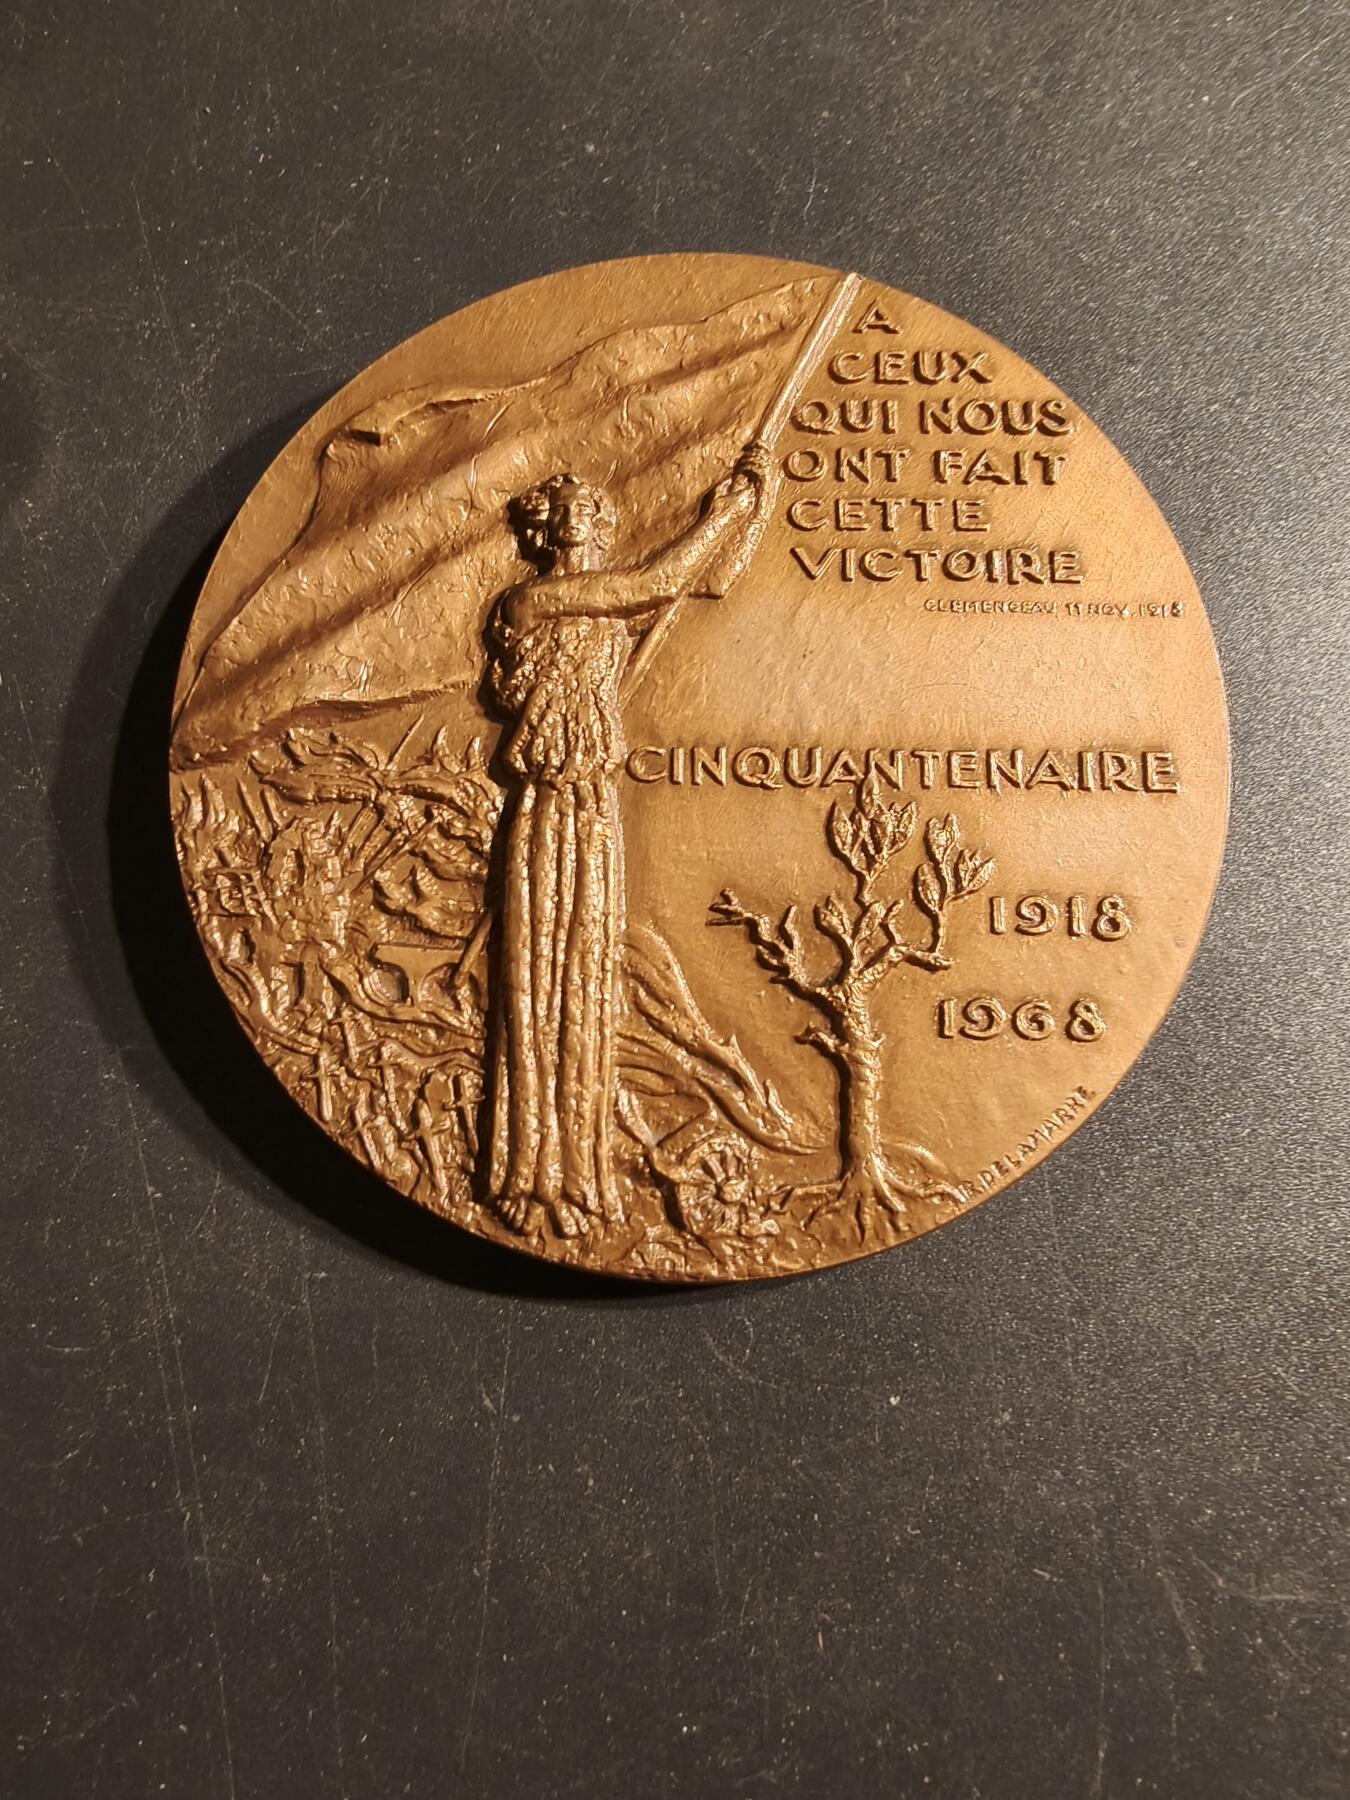 A
CEUX
QUI NOUS
ONT FAIT
CETTE
VICTOIRE
CLEMENCEAU 11 NOV. 1918
CINQUANTENAIRE
1918
1968
R. DELAMARRE